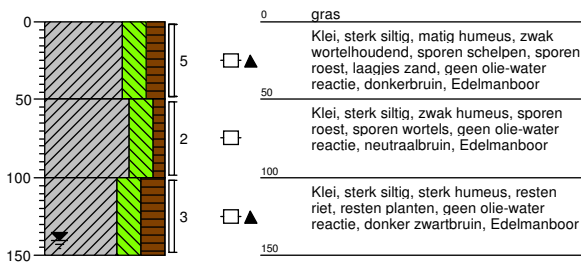 0
50
100
150
5
2
3
0 gras
Klei, sterk siltig, matig humeus, zwak
wortelhoudend, sporen schelpen, sporen
roest, laagjes zand, geen olie-water
reactie, donkerbruin, Edelmanboor
50
Klei, sterk siltig, zwak humeus, sporen
roest, sporen wortels, geen olie-water
reactie, neutraalbruin, Edelmanboor
100
Klei, sterk siltig, sterk humeus, resten
riet, resten planten, geen olie-water
reactie, donker zwartbruin, Edelmanboor
150